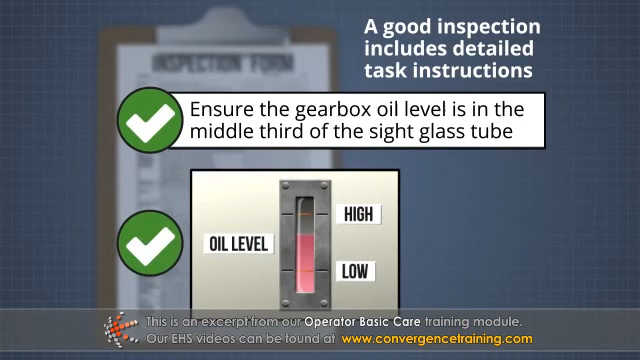 A good inspection
includes detailed
task instructions
INSPECTION FORM
Ensure the gearbox oil level is in the
middle third of the sight glass tube
HIGH
OIL LEVEL
LOW
This is an excerpt from our Operator Basic Care training module.
Our EHS videos can be found at www.convergencetraining.com